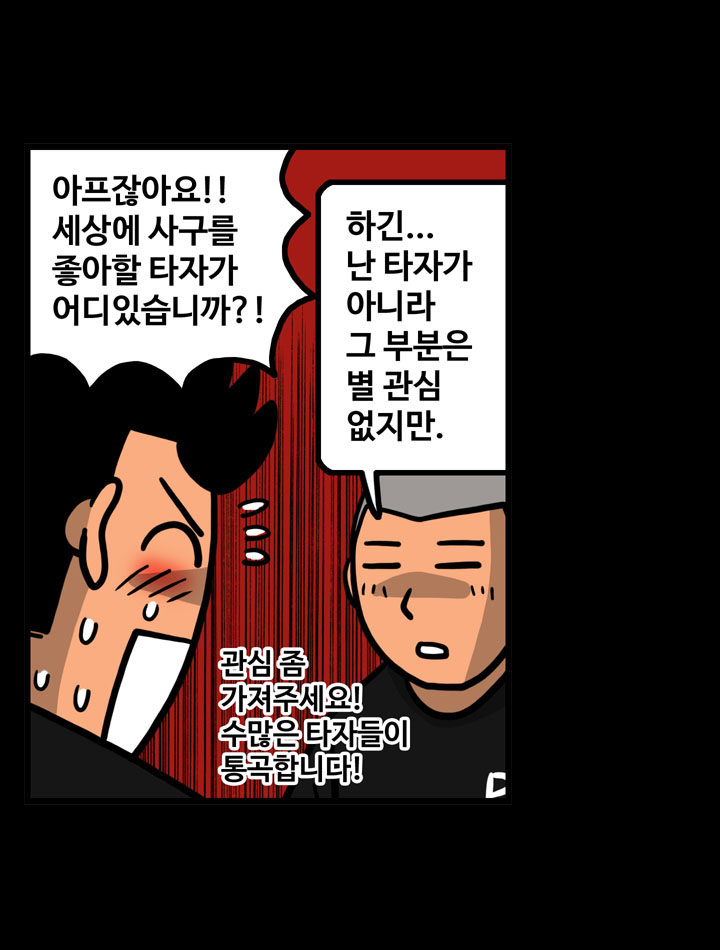 아프잖아요!!
세상에 사구를
좋아할 타자가
어디있습니까?!
하긴...
난 타자가
아니라
그 부분은
별 관심
없지만.
관심 좀
가져주세요!
수많은 타자들이
통곡합니다!